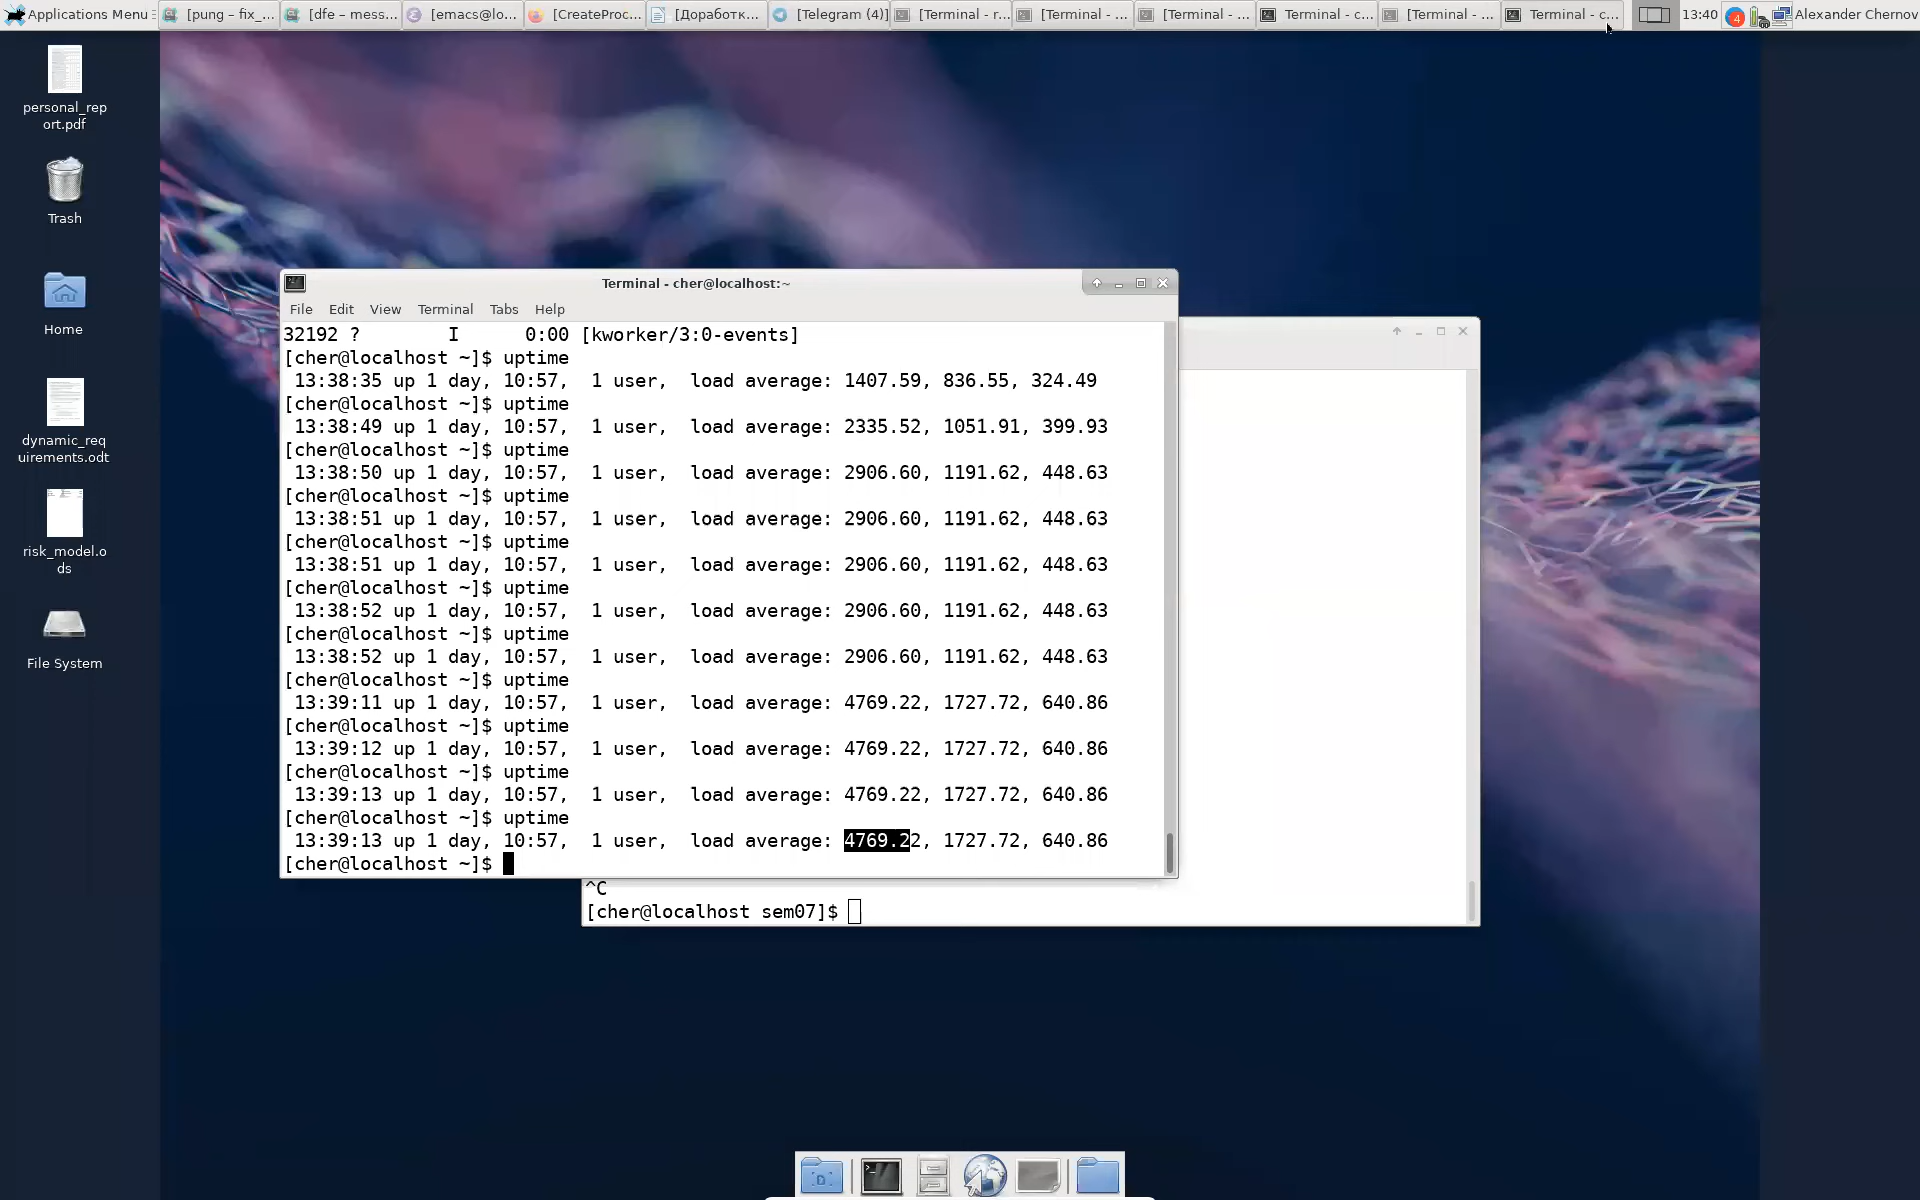 Applications Menu
[pung – fix_...
[dfe – mess...
[emacs@lo...
[CreateProc...
[Доработк...
[Telegram (4)]
[Terminal - r...
[Terminal - ...
[Terminal - ...
Terminal - c...
[Terminal - ...
Terminal - c...
13:40
4
Alexander Chernov
personal_rep
ort.pdf
Trash
Home
dynamic_req
uirements.odt
risk_model.o
ds
File System
Terminal - cher@localhost:~
File Edit View Terminal Tabs Help
32192 ? I 0:00 [kworker/3:0-events]
[cher@localhost ~]$ uptime
13:38:35 up 1 day, 10:57, 1 user, load average: 1407.59, 836.55, 324.49
[cher@localhost ~]$ uptime
13:38:49 up 1 day, 10:57, 1 user, load average: 2335.52, 1051.91, 399.93
[cher@localhost ~]$ uptime
13:38:50 up 1 day, 10:57, 1 user, load average: 2906.60, 1191.62, 448.63
[cher@localhost ~]$ uptime
13:38:51 up 1 day, 10:57, 1 user, load average: 2906.60, 1191.62, 448.63
[cher@localhost ~]$ uptime
13:38:51 up 1 day, 10:57, 1 user, load average: 2906.60, 1191.62, 448.63
[cher@localhost ~]$ uptime
13:38:52 up 1 day, 10:57, 1 user, load average: 2906.60, 1191.62, 448.63
[cher@localhost ~]$ uptime
13:38:52 up 1 day, 10:57, 1 user, load average: 2906.60, 1191.62, 448.63
[cher@localhost ~]$ uptime
13:39:11 up 1 day, 10:57, 1 user, load average: 4769.22, 1727.72, 640.86
[cher@localhost ~]$ uptime
13:39:12 up 1 day, 10:57, 1 user, load average: 4769.22, 1727.72, 640.86
[cher@localhost ~]$ uptime
13:39:13 up 1 day, 10:57, 1 user, load average: 4769.22, 1727.72, 640.86
[cher@localhost ~]$ uptime
13:39:13 up 1 day, 10:57, 1 user, load average: 4769.22, 1727.72, 640.86
[cher@localhost ~]$
^C
[cher@localhost sem07]$